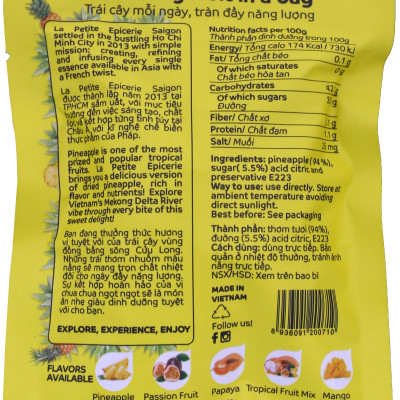 in a
Trái cây mỗi ngày, tràn đầy năng lượng
La Petite Epicerie Saigon
settled in the bustling Ho Chi
Minh City in 2013 with simple
mission: creating, refining
and infusing every single
essence available in Asia with
a French twist.
La Petite Epicerie Saigon
được thành lập năm 2013 tại
TPHCM sầm uất, với mục tiêu
hướng đến việc sáng tạo, chắt
lọc và kết hợp từng tinh túy tại
Châu Á với kĩ nghệ chế biến
thực phẩm của Pháp.
Pineapple is one of the most
prized and popular tropical
fruits. La Petite Epicerie
brings you a delicious version
of dried pineapple, rich in
flavor and nutrients! Explore
Vietnam's Mekong Delta River
vibe through every bite of this
sweet delight!
Bạn đang thưởng thức hương
vị tuyệt vời của trái cây vùng
đồng bằng sông Cửu Long.
Những trái thơm nhuốm màu
nắng sẽ mang trọn chất nhiệt
đới cho ngày đầy năng lượng.
Sự kết hợp hoàn hảo của vị
chua chua ngọt ngọt sẽ là món
ăn nhẹ giàu dinh dưỡng tuyệt
vời cho bạn.
EXPLORE, EXPERIENCE, ENJOY
Nutrition facts per 100g
Thành phần dinh dưỡng trong 100g
Energy/ Tổng calo 174 Kcal / 730 kJ
Fat/ Tổng chất béo 0,1 g
Of which saturates 0 g
Chất béo hòa tan
Carbohydrates 42 g
Of which sugars
Đường
Fiber/ Chất xơ
Protein/ Chất đạm
Salt/ Muối mg
Ingredients: pineapple(94%),
sugar (5.5%) acid citric and
preservative E223
Way to use: use directly. Store at
ambient temperature avoiding
direct sunlight.
Best before: See packaging
Thành phần: thơm tươi (94%),
đường (5.5%) acid citric, E223
Cách dùng: dùng trực tiếp. Bảo
quản ở nhiệt độ thường, tránh ánh
nắng trực tiếp.
NSX/HSD: Xem trên bao bì
MADE IN
VIETNAM
Follow us!
8 936091 200710
FLAVORS
AVAILABLE
Pineapple Passion Fruit Papaya Tropical Fruit Mix Mango